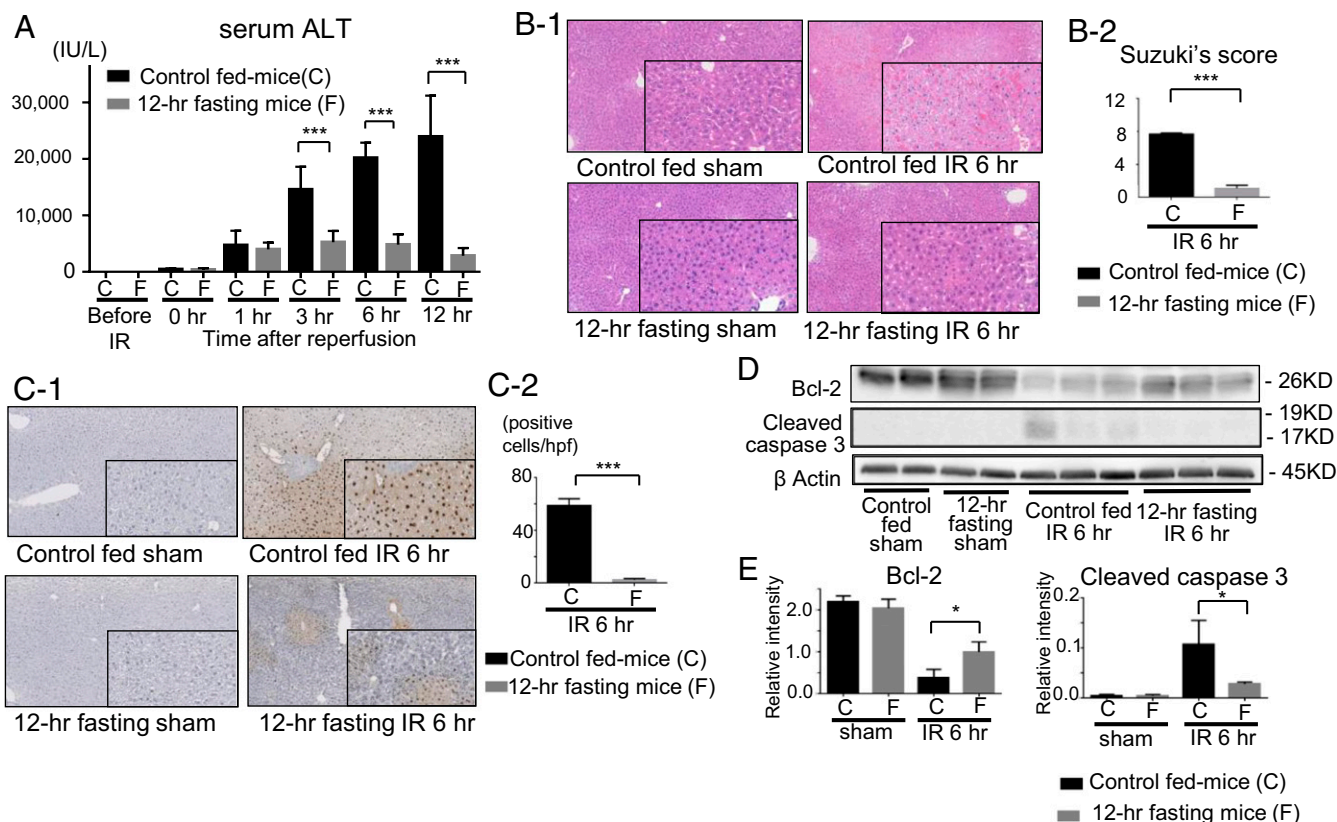 A
serum ALT
(IU/L)
Control fed-mice(C)
12-hr fasting mice (F)
30,000
20,000
10,000
0
***
***
***
C F C F C F C F C F C F
Before IR
0 hr
1 hr
3 hr
6 hr
12 hr
Time after reperfusion
B-1
Control fed sham
Control fed IR 6 hr
12-hr fasting sham
12-hr fasting IR 6 hr
B-2
Suzuki's score
***
12
8
4
0
C F
IR 6 hr
Control fed-mice (C)
12-hr fasting mice (F)
C-1
Control fed sham
Control fed IR 6 hr
12-hr fasting sham
12-hr fasting IR 6 hr
C-2
(positive
cells/hpf)
***
80
40
0
C F
IR 6 hr
Control fed-mice (C)
12-hr fasting mice (F)
D
Bcl-2
- 26KD
Cleaved
caspase 3
- 19KD
- 17KD
β Actin
- 45KD
Control
fed
sham
12-hr
fasting
sham
Control fed
IR 6 hr
12-hr fasting
IR 6 hr
E
Bcl-2
Relative intensity
2.0
1.0
0.0
*
C F C F
sham
IR 6 hr
Cleaved caspase 3
Relative intensity
0.2
0.1
0.0
*
C F C F
sham
IR 6 hr
Control fed-mice (C)
12-hr fasting mice (F)